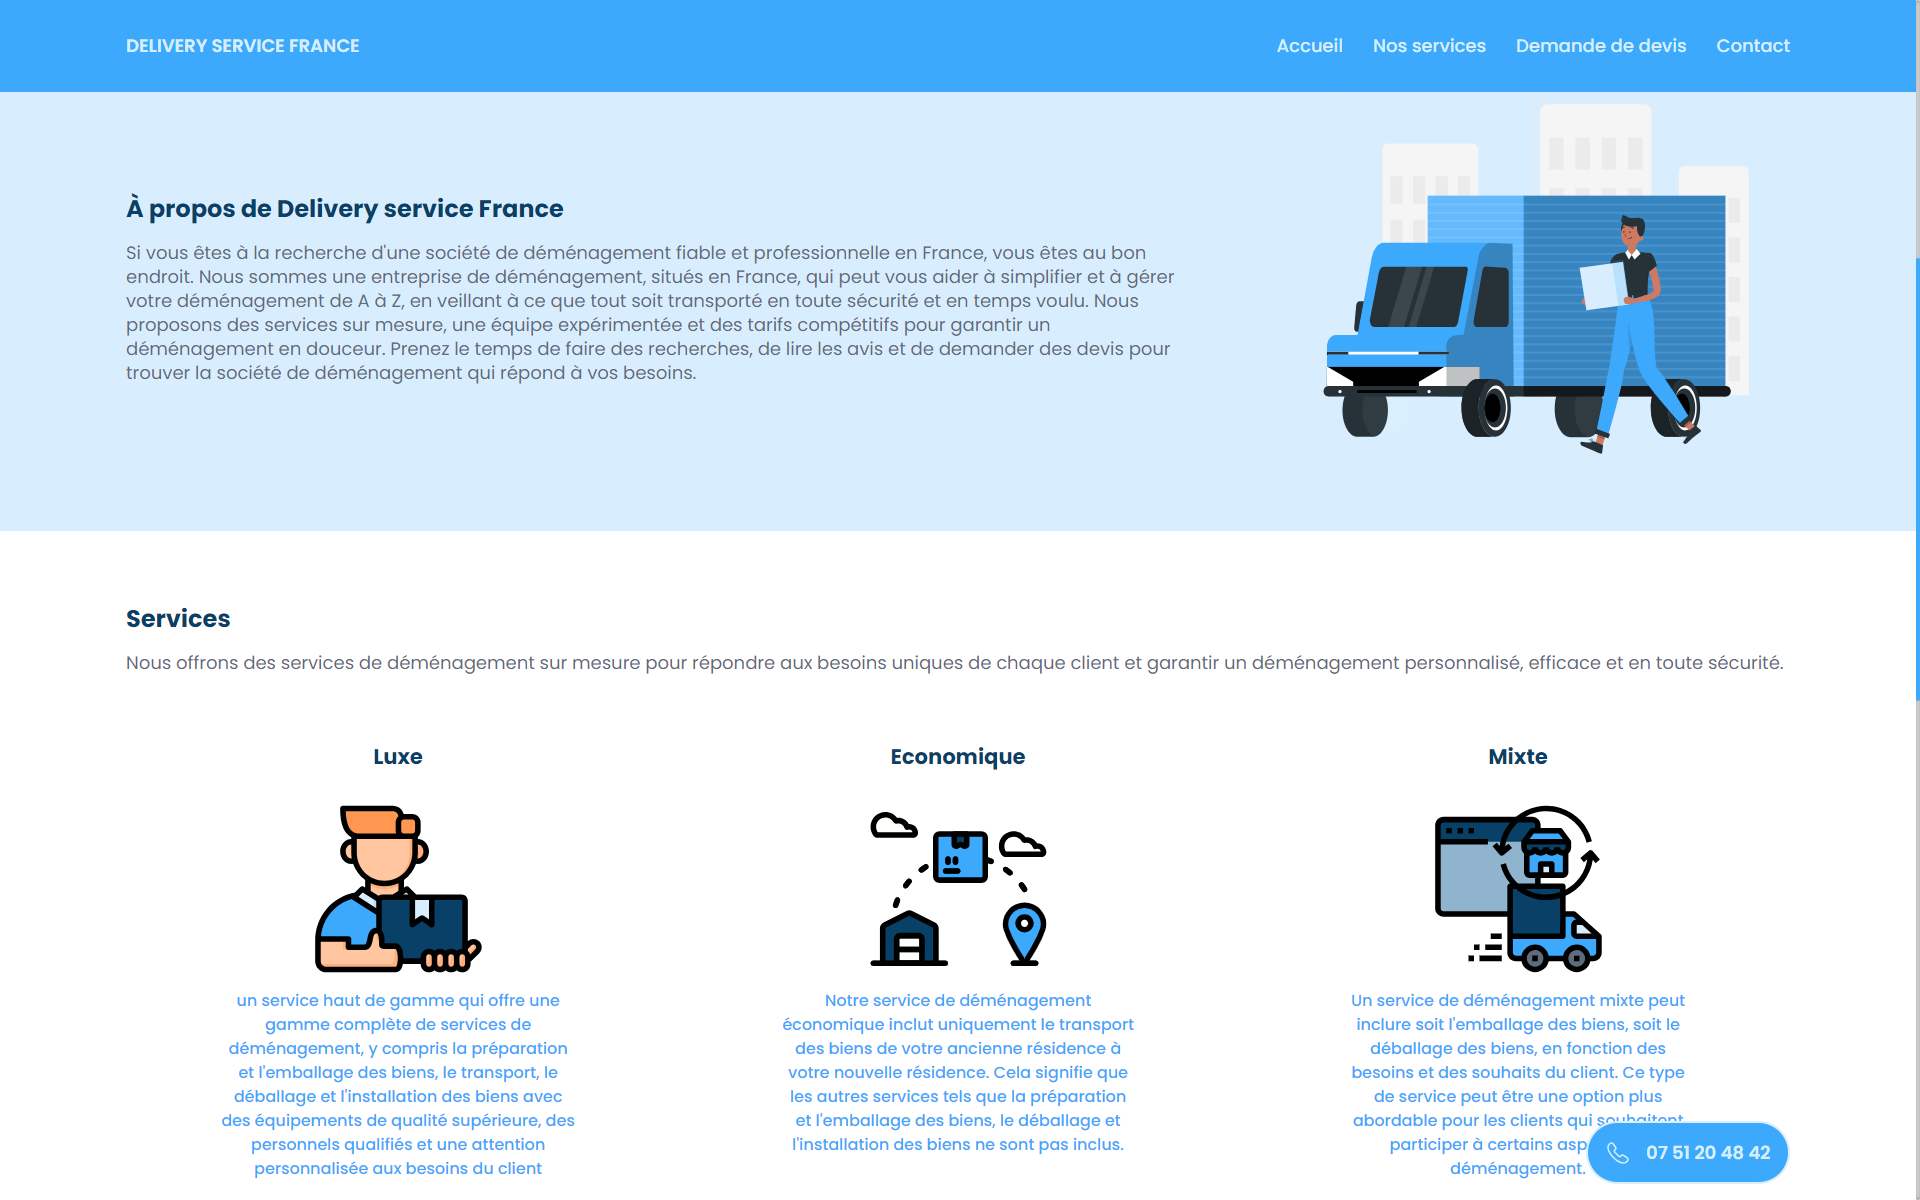 DELIVERY SERVICE FRANCE
Accueil
Nos services
Demande de devis
Contact
À propos de Delivery service France
Si vous êtes à la recherche d'une société de déménagement fiable et professionnelle en France, vous êtes au bon
endroit. Nous sommes une entreprise de déménagement, situés en France, qui peut vous aider à simplifier et à gérer
votre déménagement de A à Z, en veillant à ce que tout soit transporté en toute sécurité et en temps voulu. Nous
proposons des services sur mesure, une équipe expérimentée et des tarifs compétitifs pour garantir un
déménagement en douceur. Prenez le temps de faire des recherches, de lire les avis et de demander des devis pour
trouver la société de déménagement qui répond à vos besoins.
Services
Nous offrons des services de déménagement sur mesure pour répondre aux besoins uniques de chaque client et garantir un déménagement personnalisé, efficace et en toute sécurité.
Luxe
un service haut de gamme qui offre une
gamme complète de services de
déménagement, y compris la préparation
et l'emballage des biens, le transport, le
déballage et l'installation des biens avec
des équipements de qualité supérieure, des
personnels qualifiés et une attention
personnalisée aux besoins du client
Economique
Notre service de déménagement
économique inclut uniquement le transport
des biens de votre ancienne résidence à
votre nouvelle résidence. Cela signifie que
les autres services tels que la préparation
et l'emballage des biens, le déballage et
l'installation des biens ne sont pas inclus.
Mixte
Un service de déménagement mixte peut
inclure soit l'emballage des biens, soit le
déballage des biens, en fonction des
besoins et des souhaits du client. Ce type
de service peut être une option plus
abordable pour les clients qui souhaitent
participer à certains asp
déménagement.
07 51 20 48 42